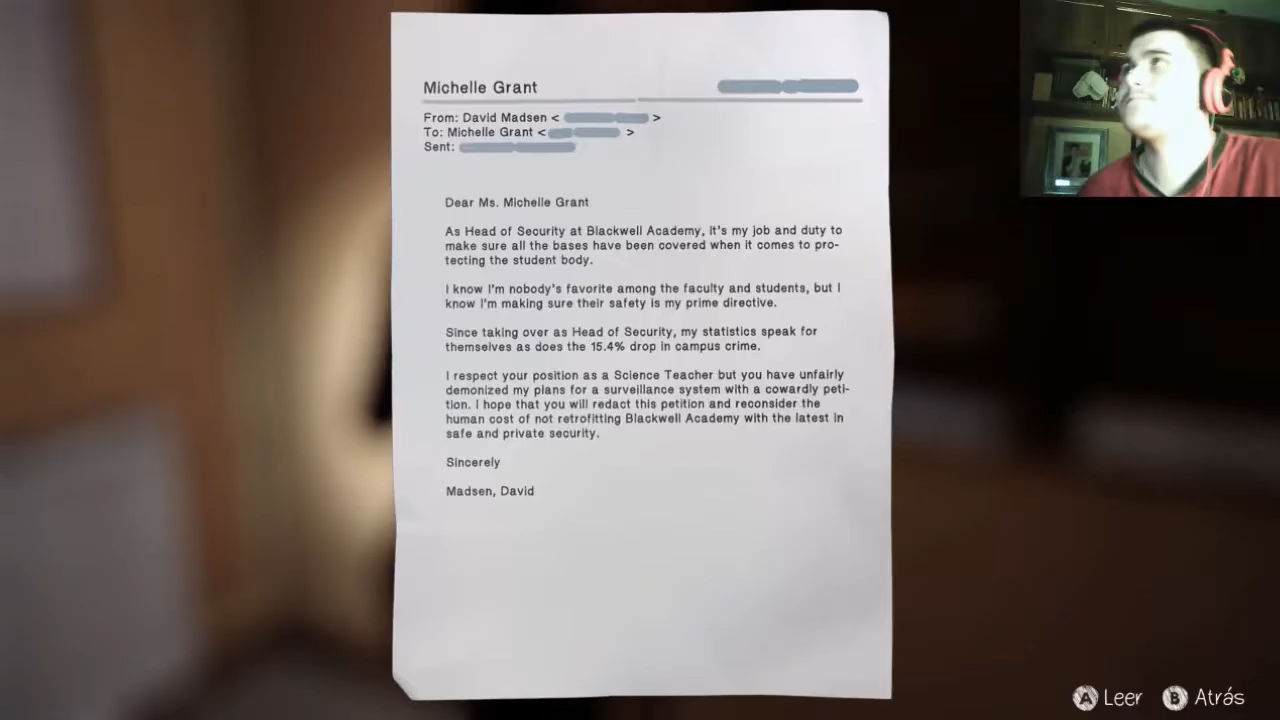 Michelle Grant
From: David Madsen < >
To: Michelle Grant < >
Sent:
Dear Ms. Michelle Grant
As Head of Security at Blackwell Academy, it's my job and duty to
make sure all the bases have been covered when it comes to pro-
tecting the student body.
I know I'm nobody's favorite among the faculty and students, but I
know I'm making sure their safety is my prime directive.
Since taking over as Head of Security, my statistics speak for
themselves as does the 15.4% drop in campus crime.
I respect your position as a Science Teacher but you have unfairly
demonized my plans for a surveillance system with a cowardly peti-
tion. I hope that you will redact this petition and reconsider the
human cost of not retrofitting Blackwell Academy with the latest in
safe and private security.
Sincerely
Madsen, David
A Leer B Atrás